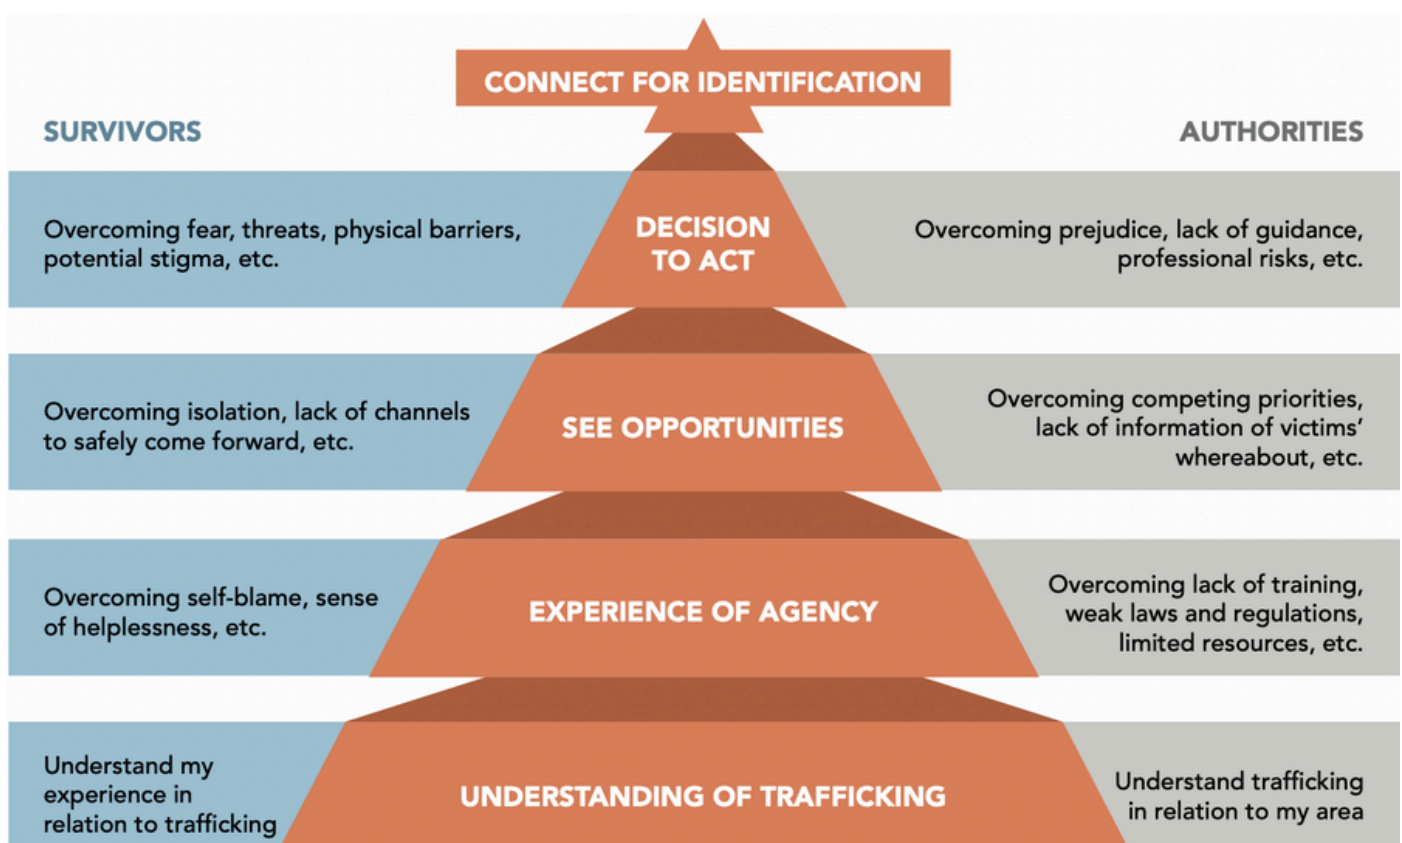 CONNECT FOR IDENTIFICATION
SURVIVORS
AUTHORITIES
Overcoming fear, threats, physical barriers,
potential stigma, etc.
DECISION
TO ACT
Overcoming prejudice, lack of guidance,
professional risks, etc.
Overcoming isolation, lack of channels
to safely come forward, etc.
SEE OPPORTUNITIES
Overcoming competing priorities,
lack of information of victims’
whereabout, etc.
Overcoming self-blame, sense
of helplessness, etc.
EXPERIENCE OF AGENCY
Overcoming lack of training,
weak laws and regulations,
limited resources, etc.
Understand my
experience in
relation to trafficking
UNDERSTANDING OF TRAFFICKING
Understand trafficking
in relation to my area